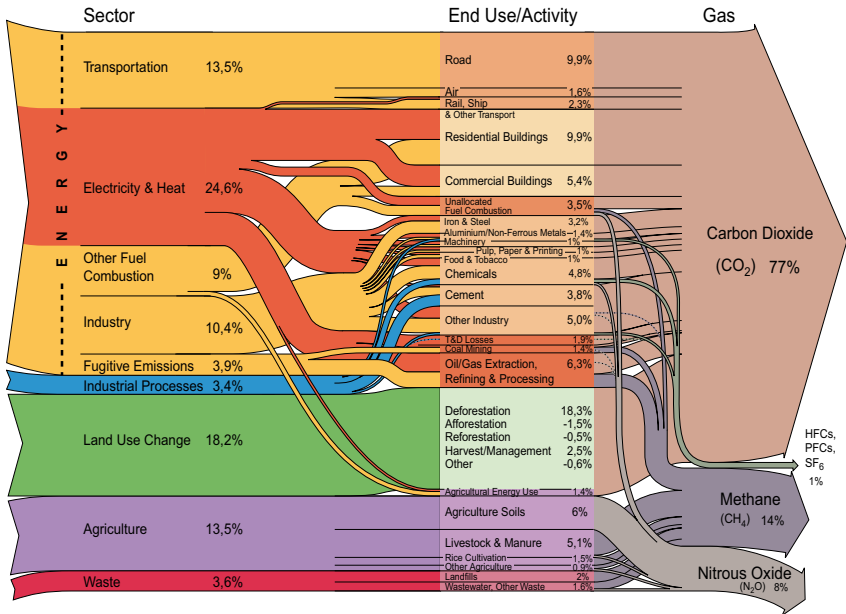 Sector
End Use/Activity
Gas
ENERGY
Transportation 13,5%
Electricity & Heat 24,6%
Other Fuel
Combustion 9%
Industry 10,4%
Fugitive Emissions 3,9%
Industrial Processes 3,4%
Land Use Change 18,2%
Agriculture 13,5%
Waste 3,6%
Road 9,9%
Air 1,6%
Rail, Ship 2,3%
& Other Transport
Residential Buildings 9,9%
Commercial Buildings 5,4%
Unallocated
Fuel Combustion 3,5%
Iron & Steel 3,2%
Aluminium/Non-Ferrous Metals 1,4%
Machinery 1%
Pulp, Paper & Printing 1%
Food & Tobacco 1%
Chemicals 4,8%
Cement 3,8%
Other Industry 5,0%
T&D Losses 1,9%
Coal Mining 1,4%
Oil/Gas Extraction, 6,3%
Refining & Processing
Deforestation 18,3%
Afforestation -1,5%
Reforestation -0,5%
Harvest/Management 2,5%
Other -0,6%
Agricultural Energy Use 1.4%
Agriculture Soils 6%
Livestock & Manure 5,1%
Rice Cultivation 1,5%
Other Agriculture 0.9%
Landfills 2%
Wastewater, Other Waste 1.6%
Carbon Dioxide
(CO₂) 77%
HFCs,
PFCs,
SF₆
1%
Methane
(CH₄) 14%
Nitrous Oxide
(N₂O) 8%